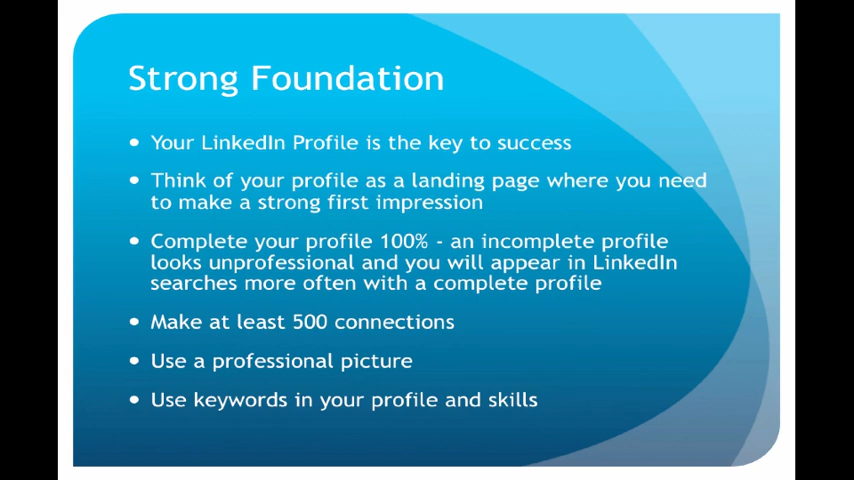 Strong Foundation
• Your LinkedIn Profile is the key to success
• Think of your profile as a landing page where you need
to make a strong first impression
• Complete your profile 100% - an incomplete profile
looks unprofessional and you will appear in LinkedIn
searches more often with a complete profile
• Make at least 500 connections
• Use a professional picture
• Use keywords in your profile and skills